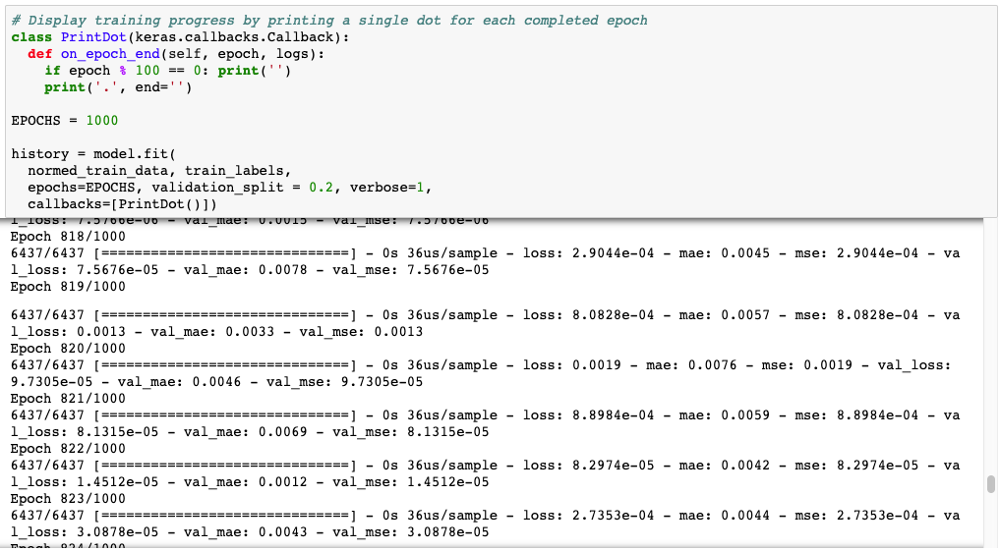 # Display training progress by printing a single dot for each completed epoch
class PrintDot(keras.callbacks.Callback):
  def on_epoch_end(self, epoch, logs):
    if epoch % 100 == 0: print('')
    print('.', end='')

EPOCHS = 1000

history = model.fit(
  normed_train_data, train_labels,
  epochs=EPOCHS, validation_split = 0.2, verbose=1,
  callbacks=[PrintDot()])
l_loss: 7.5766e-06 - val_mae: 0.0015 - val_mse: 7.5766e-06
Epoch 818/1000
6437/6437 [==============================] - 0s 36us/sample - loss: 2.9044e-04 - mae: 0.0045 - mse: 2.9044e-04 - va
l_loss: 7.5676e-05 - val_mae: 0.0078 - val_mse: 7.5676e-05
Epoch 819/1000
6437/6437 [==============================] - 0s 36us/sample - loss: 8.0828e-04 - mae: 0.0057 - mse: 8.0828e-04 - va
l_loss: 0.0013 - val_mae: 0.0033 - val_mse: 0.0013
Epoch 820/1000
6437/6437 [==============================] - 0s 36us/sample - loss: 0.0019 - mae: 0.0076 - mse: 0.0019 - val_loss:
9.7305e-05 - val_mae: 0.0046 - val_mse: 9.7305e-05
Epoch 821/1000
6437/6437 [==============================] - 0s 36us/sample - loss: 8.8984e-04 - mae: 0.0059 - mse: 8.8984e-04 - va
l_loss: 8.1315e-05 - val_mae: 0.0069 - val_mse: 8.1315e-05
Epoch 822/1000
6437/6437 [==============================] - 0s 36us/sample - loss: 8.2974e-05 - mae: 0.0042 - mse: 8.2974e-05 - va
l_loss: 1.4512e-05 - val_mae: 0.0012 - val_mse: 1.4512e-05
Epoch 823/1000
6437/6437 [==============================] - 0s 36us/sample - loss: 2.7353e-04 - mae: 0.0044 - mse: 2.7353e-04 - va
l_loss: 3.0878e-05 - val_mae: 0.0043 - val_mse: 3.0878e-05
Epoch 824/1000